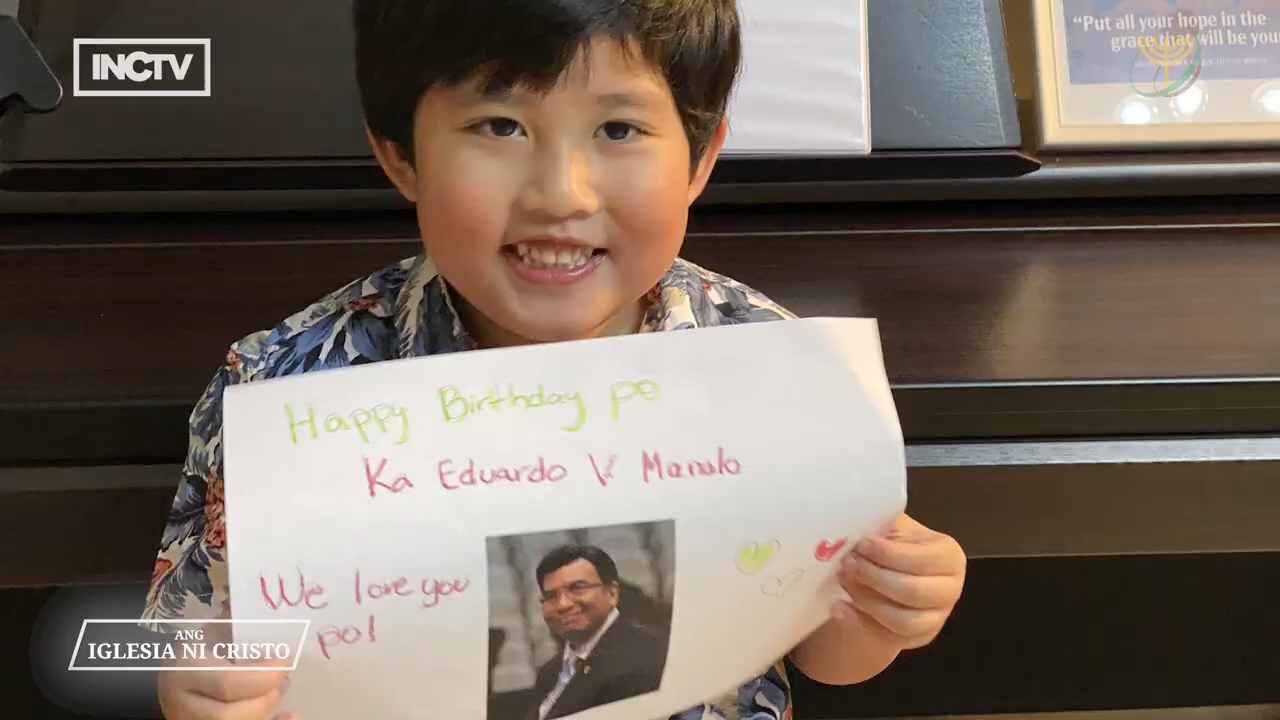 INCTV
"Put all your hope in the
grace that will be your
Happy Birthday po
Ka Eduardo V Manalo
We love you
po!
ANG
IGLESIA NI CRISTO